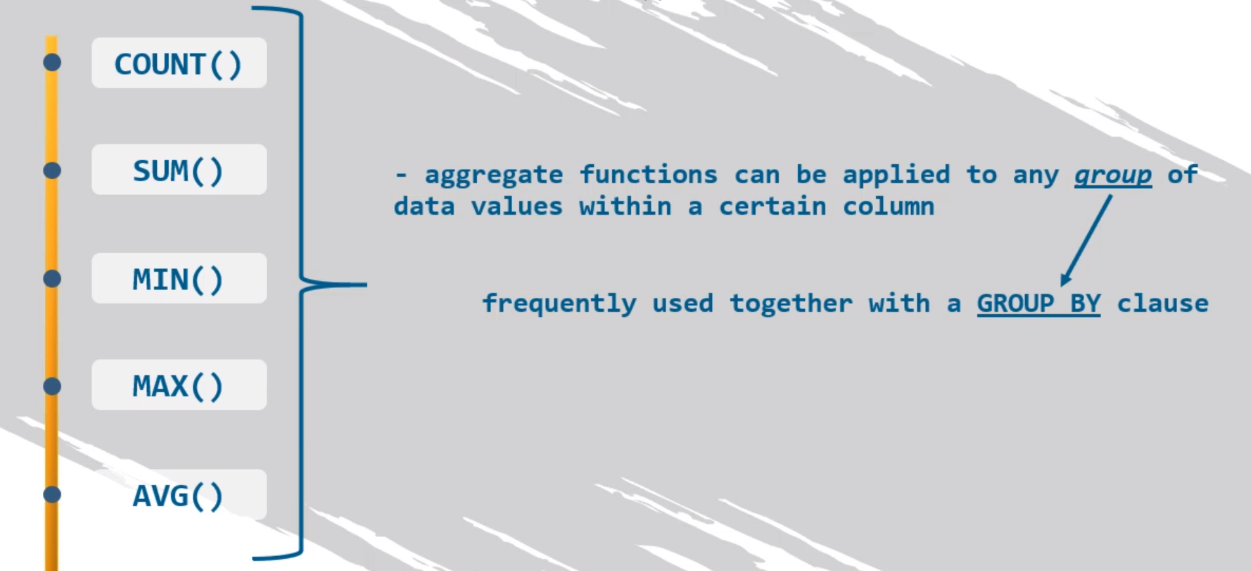 COUNT()
SUM()
MIN()
MAX()
AVG()
- aggregate functions can be applied to any group of
data values within a certain column
frequently used together with a GROUP BY clause